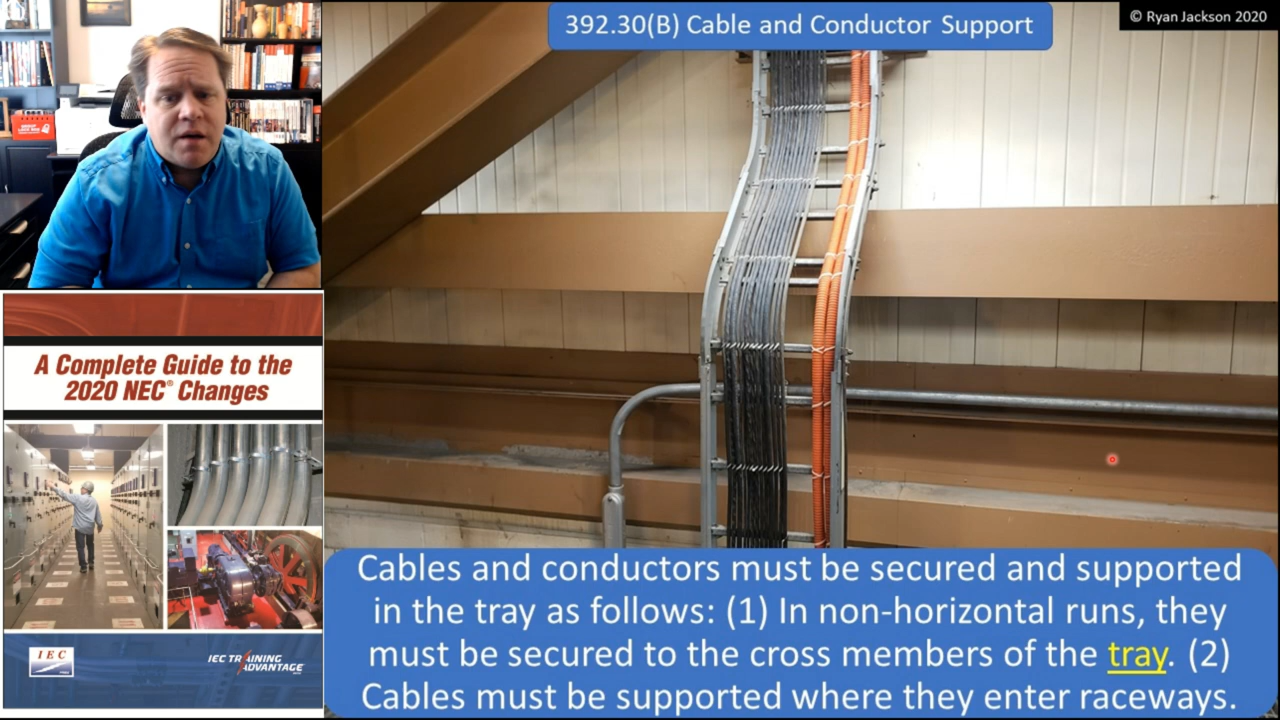 392.30(B) Cable and Conductor Support
© Ryan Jackson 2020
A Complete Guide to the
2020 NEC® Changes
IEC
IEC TRAINING
ADVANTAGE
Cables and conductors must be secured and supported
in the tray as follows: (1) In non-horizontal runs, they
must be secured to the cross members of the tray. (2)
Cables must be supported where they enter raceways.